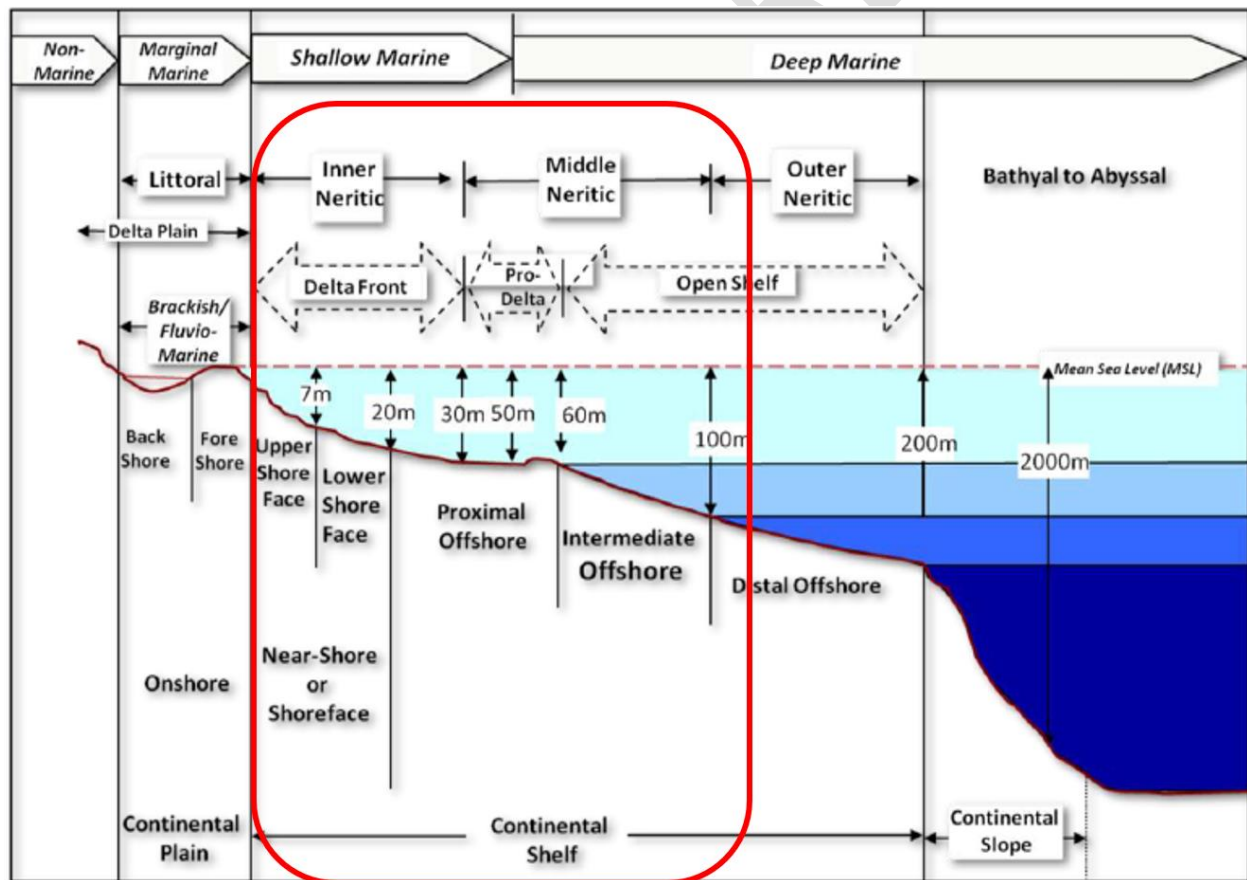 Non-
Marine
Marginal
Marine
Shallow Marine
Deep Marine
Littoral
Inner
Neritic
Middle
Neritic
Outer
Neritic
Bathyal to Abyssal
Delta Plain
Delta Front
Pro-
Delta
Open Shelf
Brackish/
Fluvio-
Marine
Mean Sea Level (MSL)
7m
20m
30m
50m
60m
100m
200m
2000m
Back
Shore
Fore
Shore
Upper
Shore
Face
Lower
Shore
Face
Proximal
Offshore
Intermediate
Offshore
Distal Offshore
Onshore
Near-Shore
or
Shoreface
Continental
Plain
Continental
Shelf
Continental
Slope